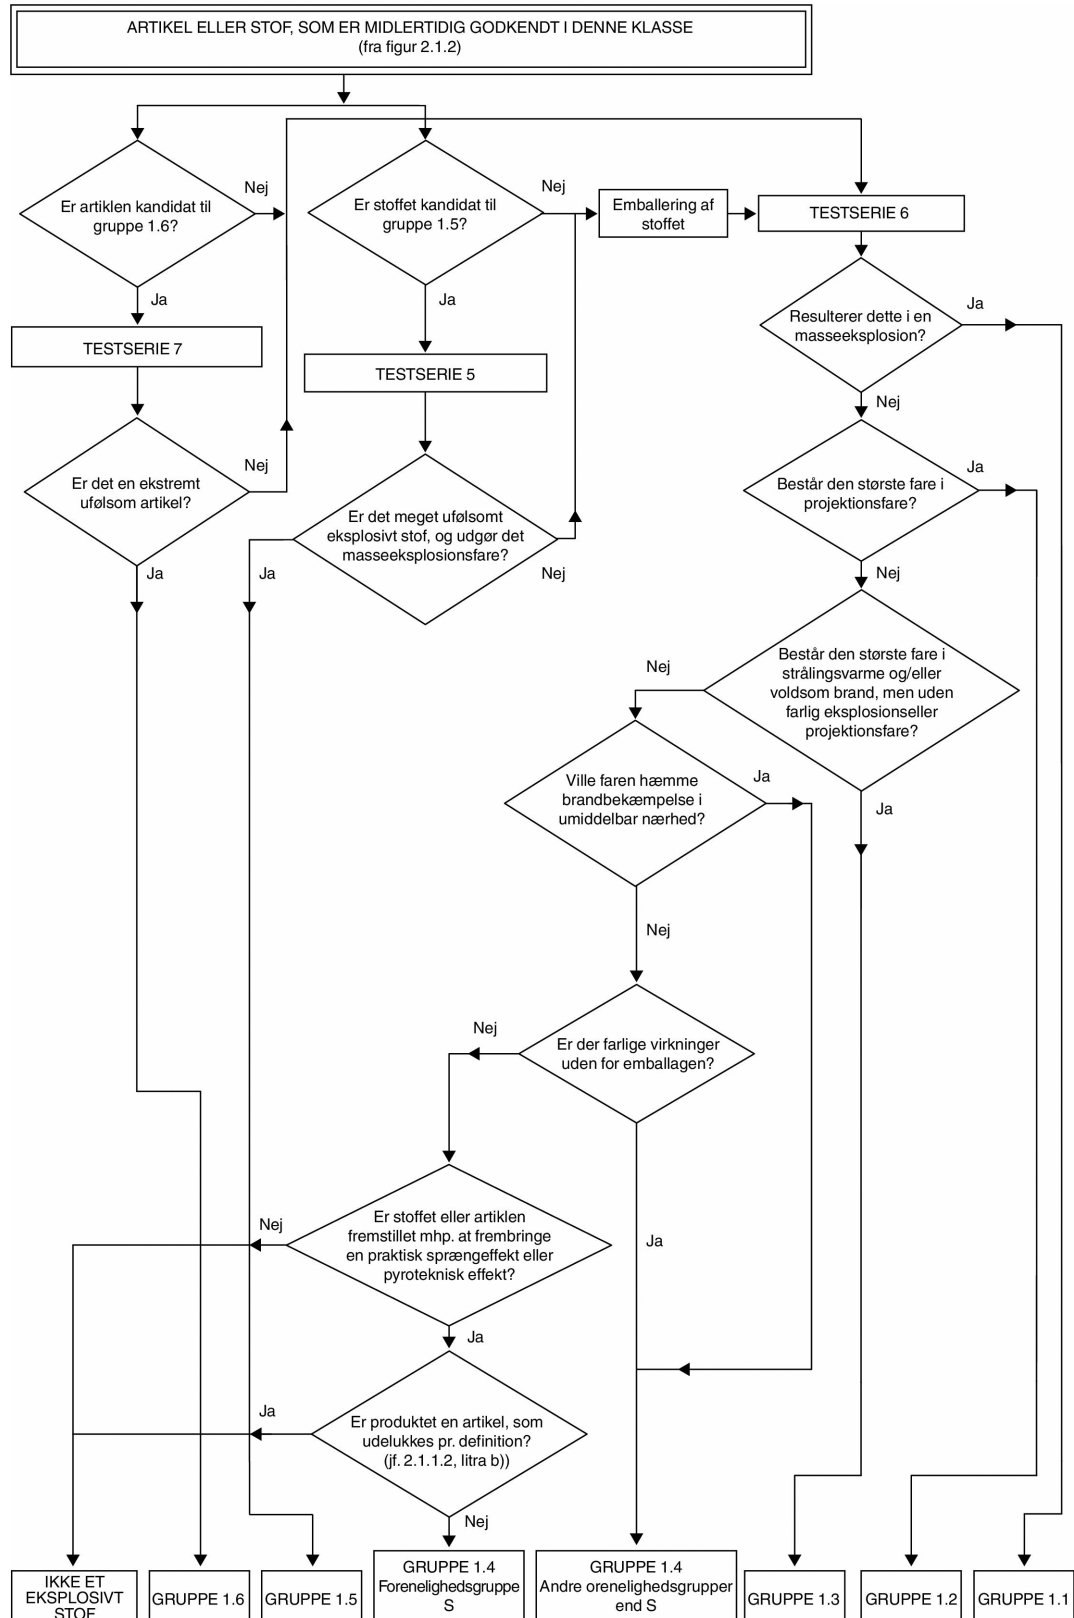 ARTIKEL ELLER STOF, SOM ER MIDLERTIDIG GODKENDT I DENNE KLASSE
(fra figur 2.1.2)
Er artiklen kandidat til
gruppe 1.6?
Nej
Ja
Er stoffet kandidat til
gruppe 1.5?
Nej
Ja
Emballering af
stoffet
TESTSERIE 6
TESTSERIE 7
TESTSERIE 5
Resulterer dette i en
masseeksplosion?
Ja
Nej
Er det en ekstremt
ufølsom artikel?
Nej
Ja
Er det meget ufølsomt
eksplosivt stof, og udgør det
masseeksplosionsfare?
Ja
Nej
Består den største fare i
projektionsfare?
Ja
Nej
Består den største fare i
strålingsvarme og/eller
voldsom brand, men uden
farlig eksplosionseller
projektionsfare?
Nej
Ja
Ville faren hæmme
brandbekæmpelse i
umiddelbar nærhed?
Ja
Nej
Er der farlige virkninger
uden for emballagen?
Nej
Ja
Er stoffet eller artiklen
fremstillet mhp. at frembringe
en praktisk sprængeffekt eller
pyroteknisk effekt?
Nej
Ja
Er produktet en artikel, som
udelukkes pr. definition?
(jf. 2.1.1.2, litra b))
Ja
Nej
IKKE ET
EKSPLOSIVT
STOF
GRUPPE 1.6
GRUPPE 1.5
GRUPPE 1.4
Forenelighedsgruppe
S
GRUPPE 1.4
Andre orenelighedsgrupper
end S
GRUPPE 1.3
GRUPPE 1.2
GRUPPE 1.1